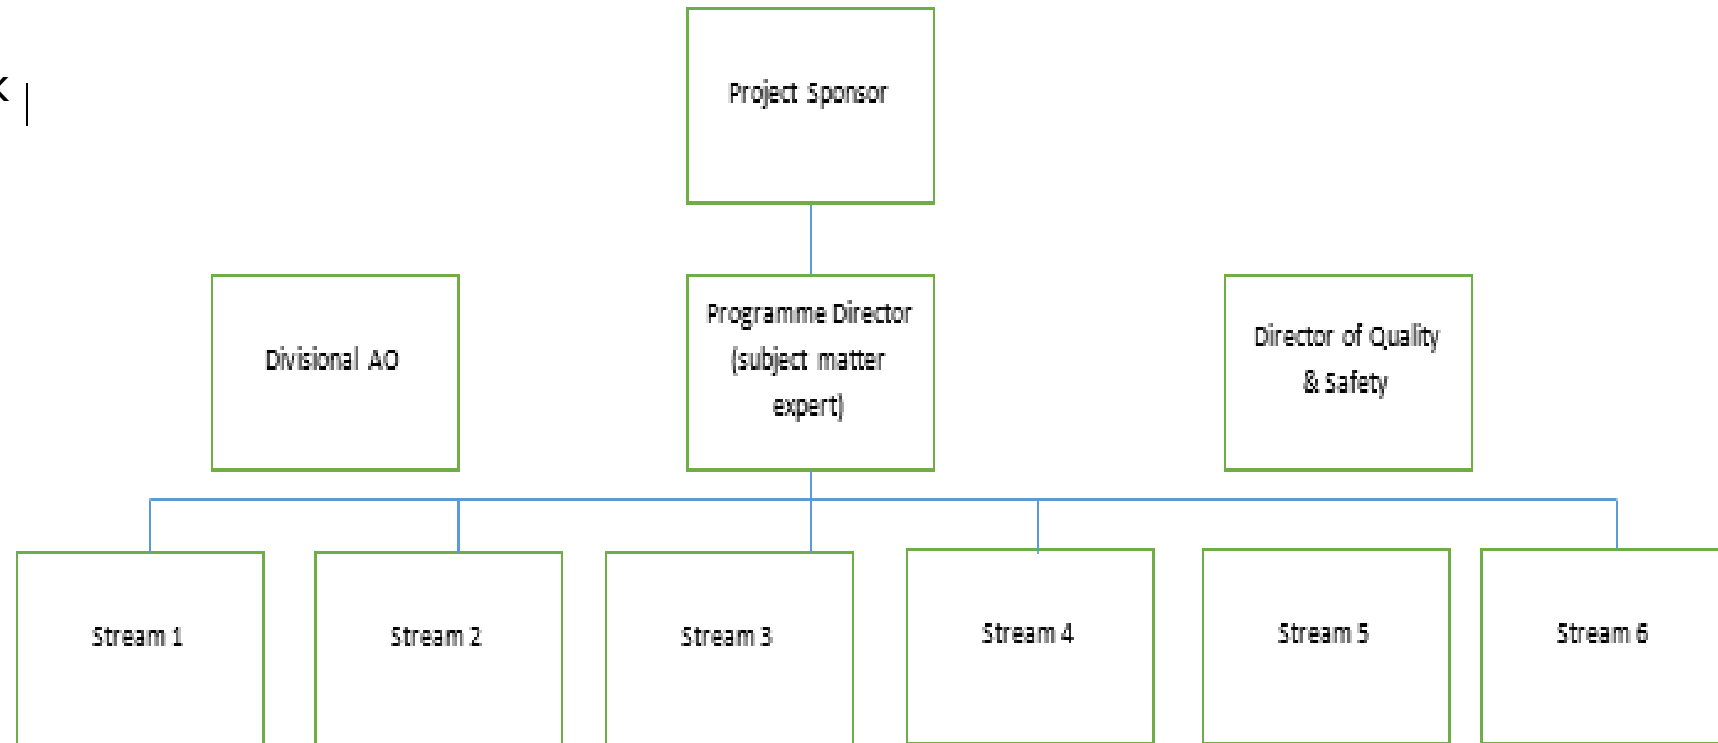 K
Project Sponsor
Divisional AO
Programme Director
(subject matter
expert)
Director of Quality
& Safety
Stream 1
Stream 2
Stream 3
Stream 4
Stream 5
Stream 6